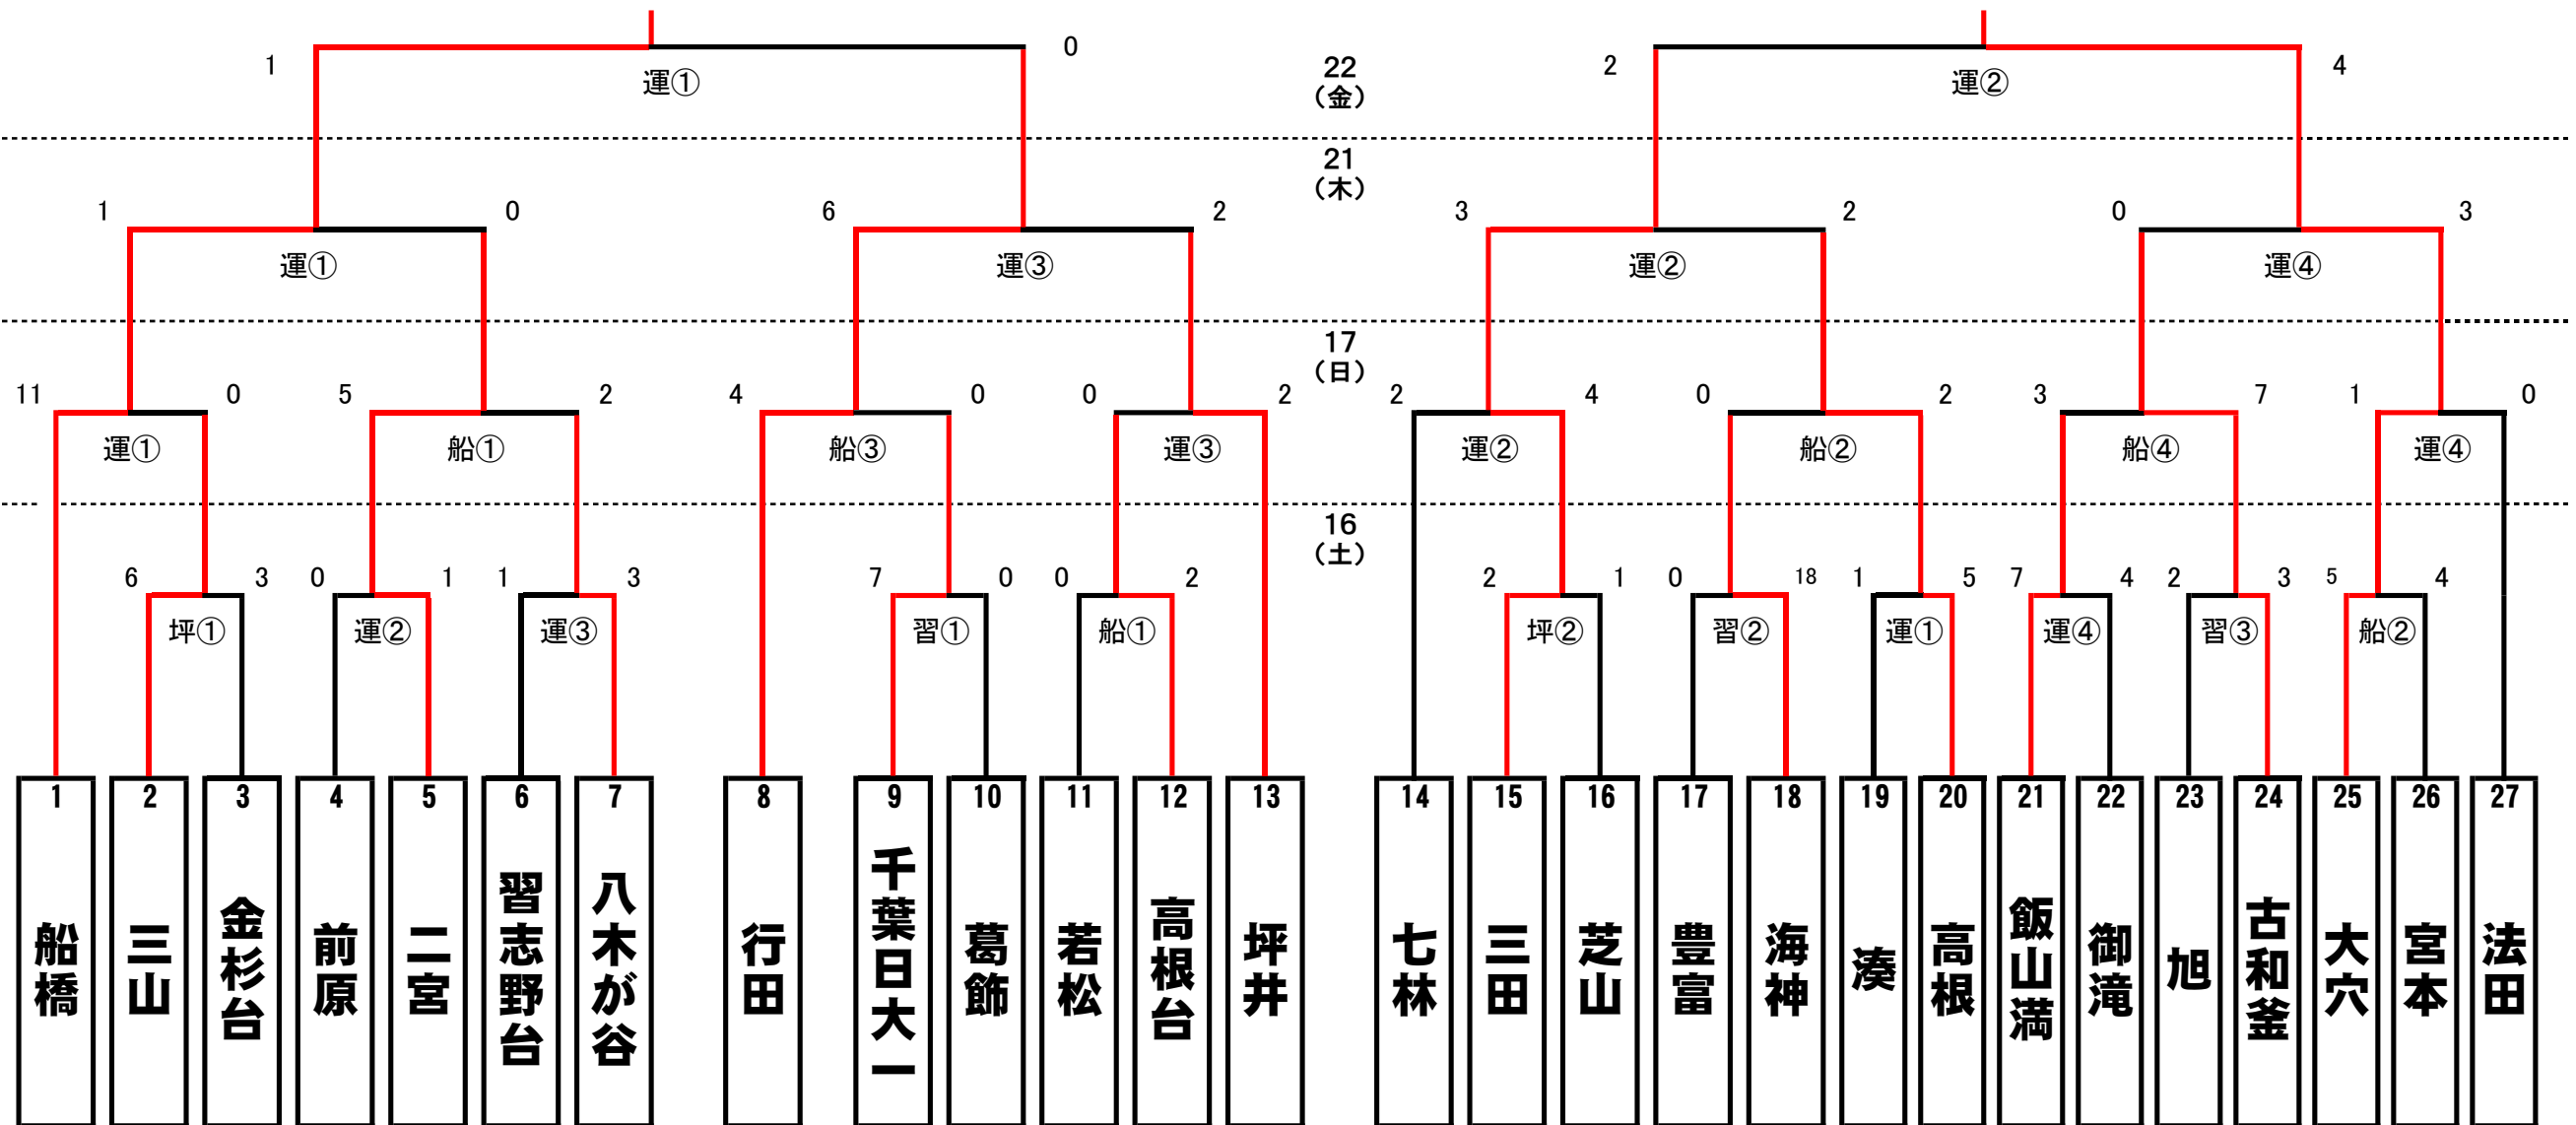 1 0 2 4
運① 22 運②
（金）
21
（木）
1 0 6 2 3 2 0 3
運① 運③ 運② 運④
17
（日）
11 0 5 2 4 0 0 2 2 4 0 2 3 7 1 0
運① 船① 船③ 運③ 運② 船② 船④ 運④
16
（土）
6 3 0 1 1 3 7 0 0 2 2 1 0 18 1 5 7 4 2 3 5 4
坪① 運② 運③ 習① 船① 坪② 習② 運① 運④ 習③ 船②
1 2 3 4 5 6 7 8 9 10 11 12 13 14 15 16 17 18 19 20 21 22 23 24 25 26 27
船橋
三山
金杉台
前原
二宮
習志野台
八木が谷
行田
千葉日大一
葛飾
若松
高根台
坪井
七林
三田
芝山
豊富
海神
湊
高根
飯山満
御滝
旭
古和釜
大穴
宮本
法田